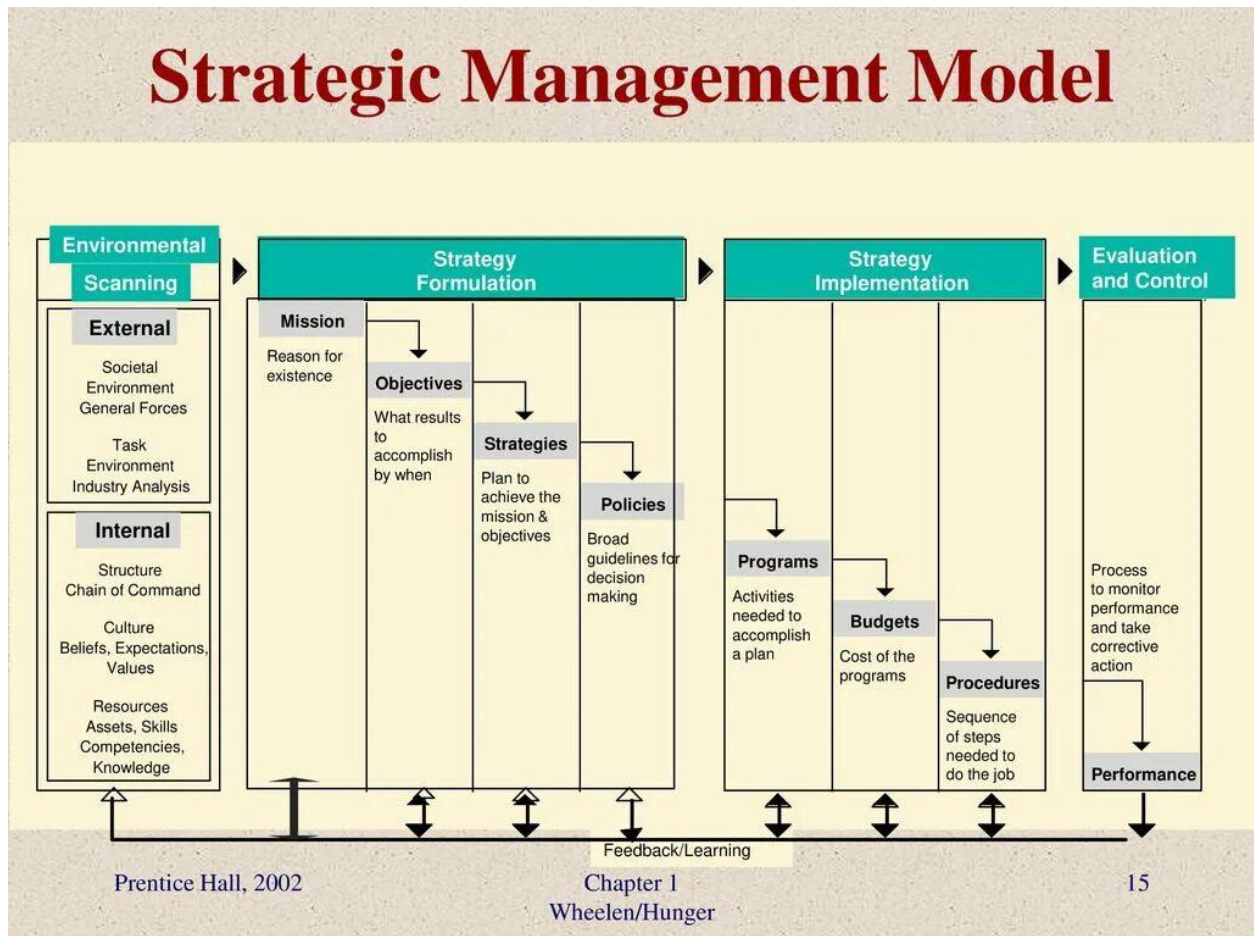 Strategic Management Model
Environmental
Scanning
External
Societal
Environment
General Forces
Task
Environment
Industry Analysis
Internal
Structure
Chain of Command
Culture
Beliefs, Expectations,
Values
Resources
Assets, Skills
Competencies,
Knowledge
Strategy
Formulation
Mission
Reason for
existence
Objectives
What results
to
accomplish
by when
Strategies
Plan to
achieve the
mission &
objectives
Policies
Broad
guidelines for
decision
making
Strategy
Implementation
Programs
Activities
needed to
accomplish
a plan
Budgets
Cost of the
programs
Procedures
Sequence
of steps
needed to
do the job
Evaluation
and Control
Process
to monitor
performance
and take
corrective
action
Performance
Feedback/Learning
Prentice Hall, 2002
Chapter 1
Wheelen/Hunger
15